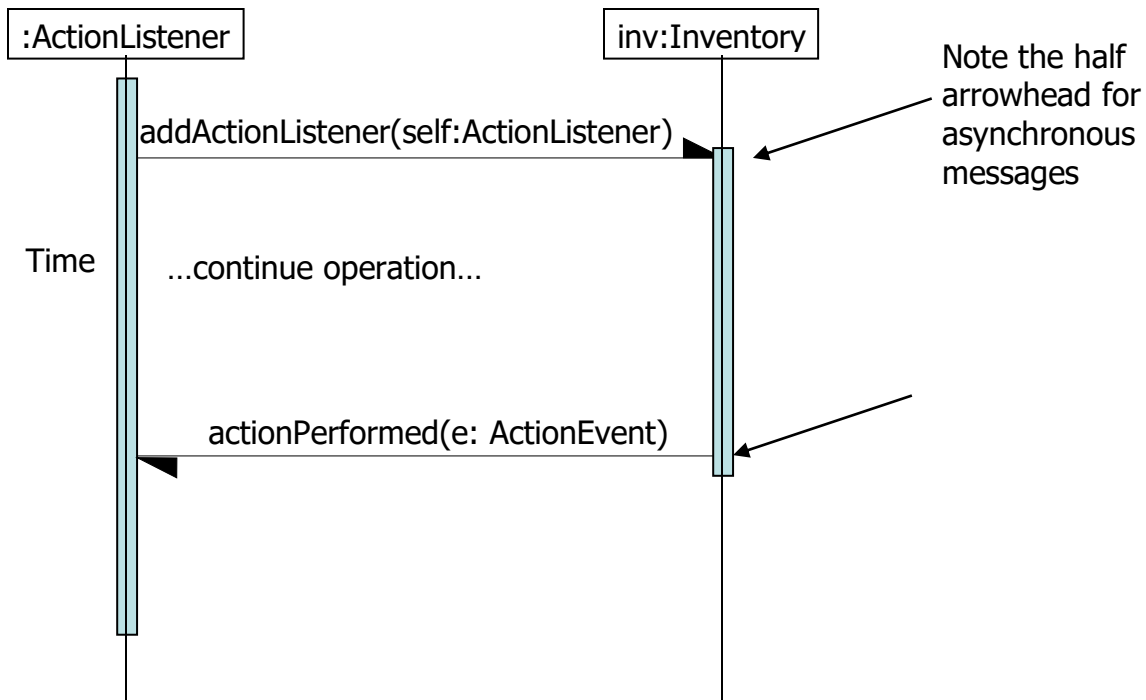 :ActionListener
inv:Inventory
Note the half
arrowhead for
asynchronous
messages
addActionListener(self:ActionListener)
Time
…continue operation…
actionPerformed(e: ActionEvent)